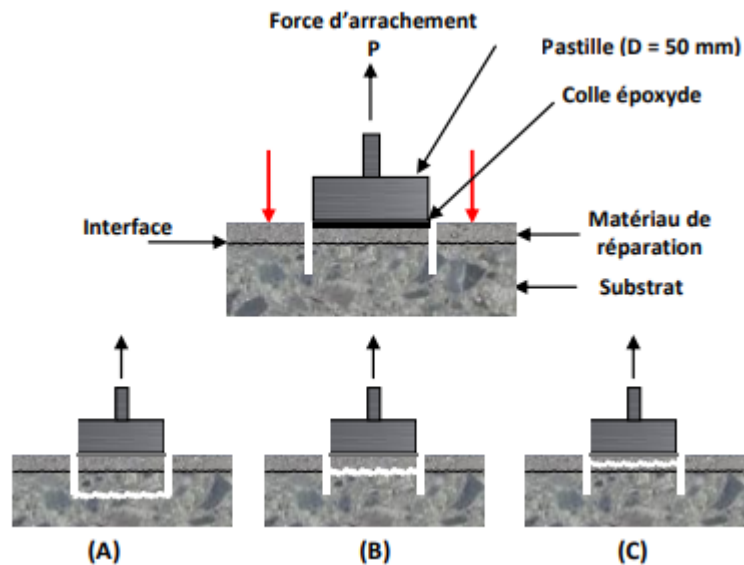 Force d’arrachement
P
Pastille (D = 50 mm)
Colle époxyde
Interface
Matériau de
réparation
Substrat
(A)
(B)
(C)